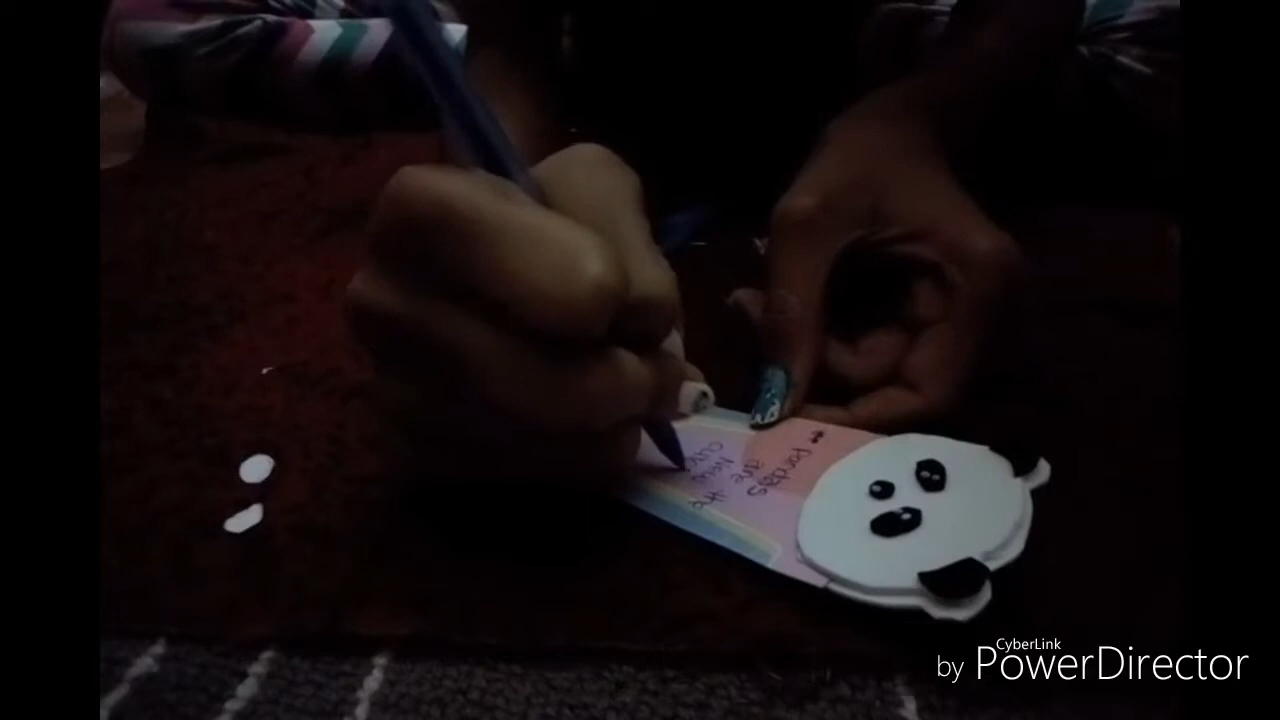 pandas
are
the
CyberLink
by PowerDirector